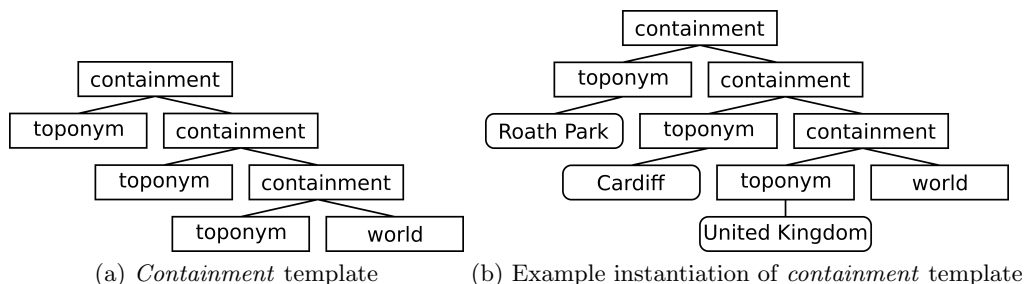 containment
toponym containment
toponym containment
toponym world
(a) Containment template
containment
toponym containment
Roath Park toponym containment
Cardiff toponym world
United Kingdom
(b) Example instantiation of containment template